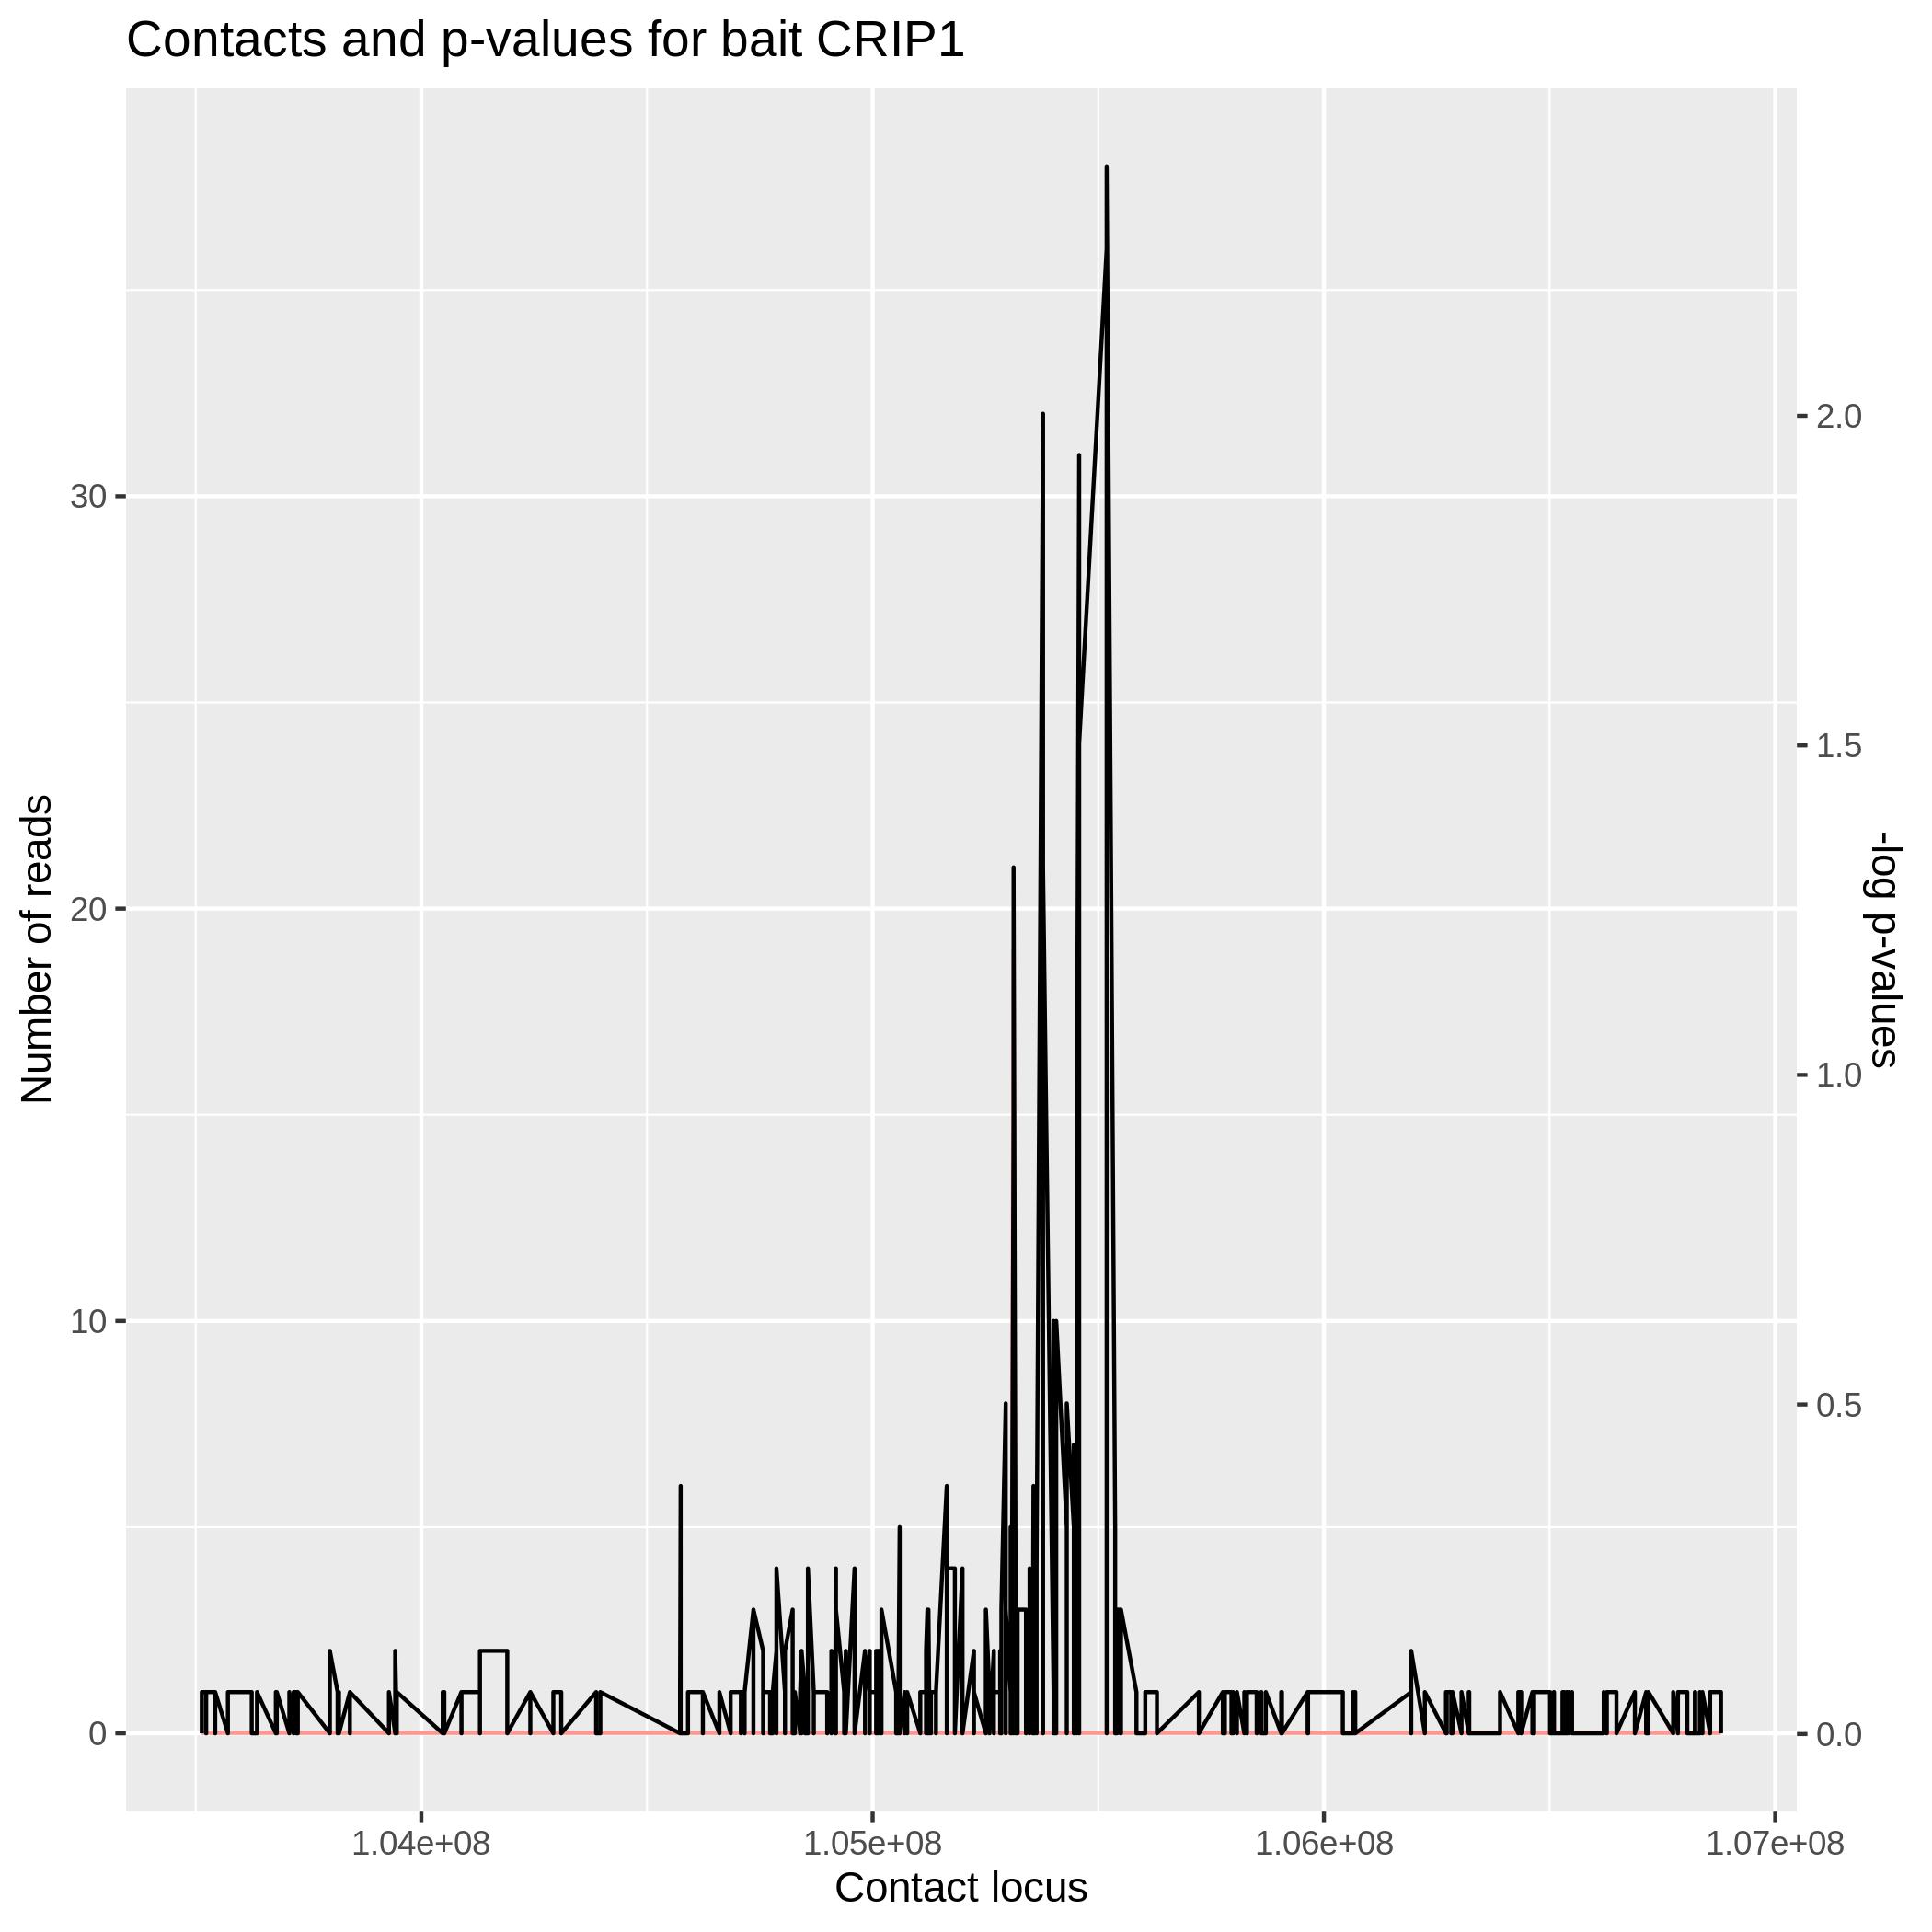 Contacts and p-values for bait CRIP1
Number of reads
30
20
10
0
2.0
1.5
1.0
0.5
0.0
-log p-values
1.04e+08
1.05e+08
1.06e+08
1.07e+08
Contact locus